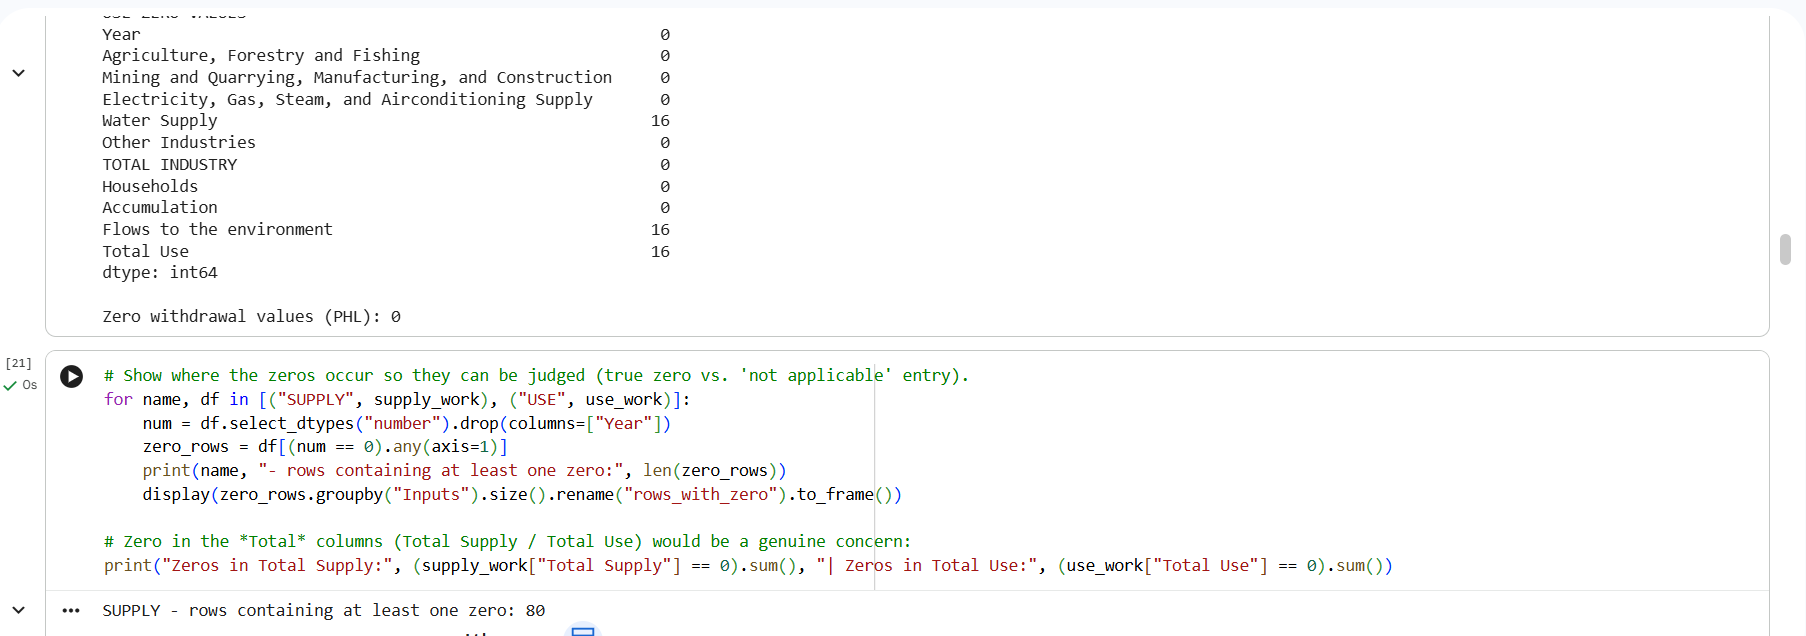 USE ZERO VALUES
Year 0
Agriculture, Forestry and Fishing 0
Mining and Quarrying, Manufacturing, and Construction 0
Electricity, Gas, Steam, and Airconditioning Supply 0
Water Supply 16
Other Industries 0
TOTAL INDUSTRY 0
Households 0
Accumulation 0
Flows to the environment 16
Total Use 16
dtype: int64
Zero withdrawal values (PHL): 0
[21]
0s
# Show where the zeros occur so they can be judged (true zero vs. 'not applicable' entry).
for name, df in [("SUPPLY", supply_work), ("USE", use_work)]:
    num = df.select_dtypes("number").drop(columns=["Year"])
    zero_rows = df[(num == 0).any(axis=1)]
    print(name, "- rows containing at least one zero:", len(zero_rows))
    display(zero_rows.groupby("Inputs").size().rename("rows_with_zero").to_frame())
# Zero in the *Total* columns (Total Supply / Total Use) would be a genuine concern:
print("Zeros in Total Supply:", (supply_work["Total Supply"] == 0).sum(), "| Zeros in Total Use:", (use_work["Total Use"] == 0).sum())
SUPPLY - rows containing at least one zero: 80